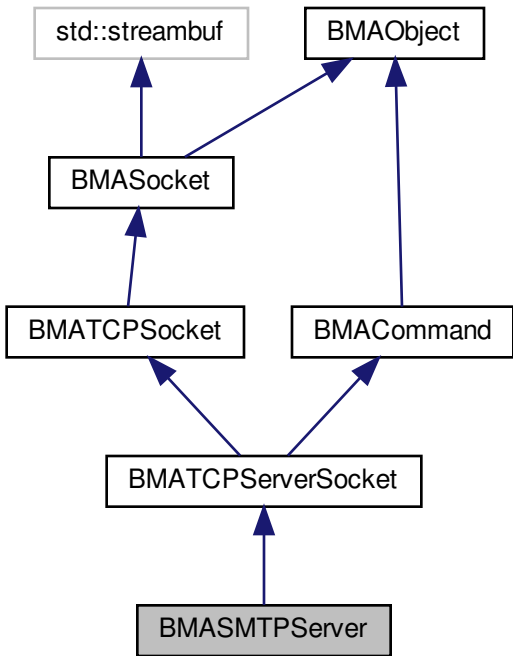 std::streambuf
BMAObject
BMASocket
BMATCPSocket
BMACommand
BMATCPServerSocket
BMASMTPServer